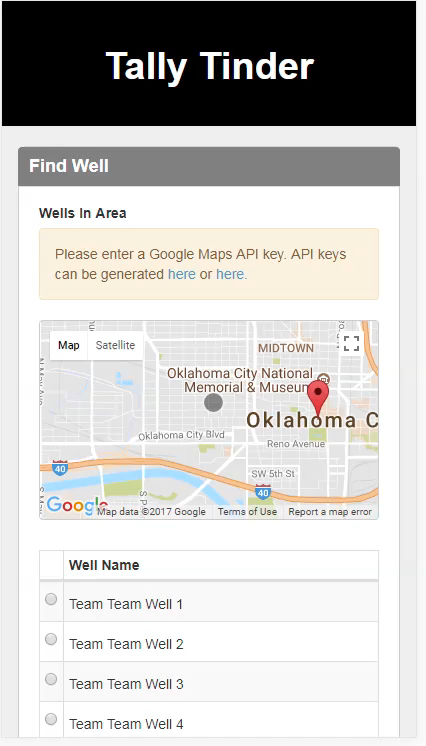 Tally Tinder
Find Well
Wells In Area
Please enter a Google Maps API key. API keys
can be generated here or here.
Map Satellite
MIDTOWN
Oklahoma City National
Memorial & Museum
Oklahoma C
Oklahoma City Blvd
Reno Avenue
40
SW 5th St
40
Google
Map data ©2017 Google Terms of Use Report a map error
Well Name
Team Team Well 1
Team Team Well 2
Team Team Well 3
Team Team Well 4